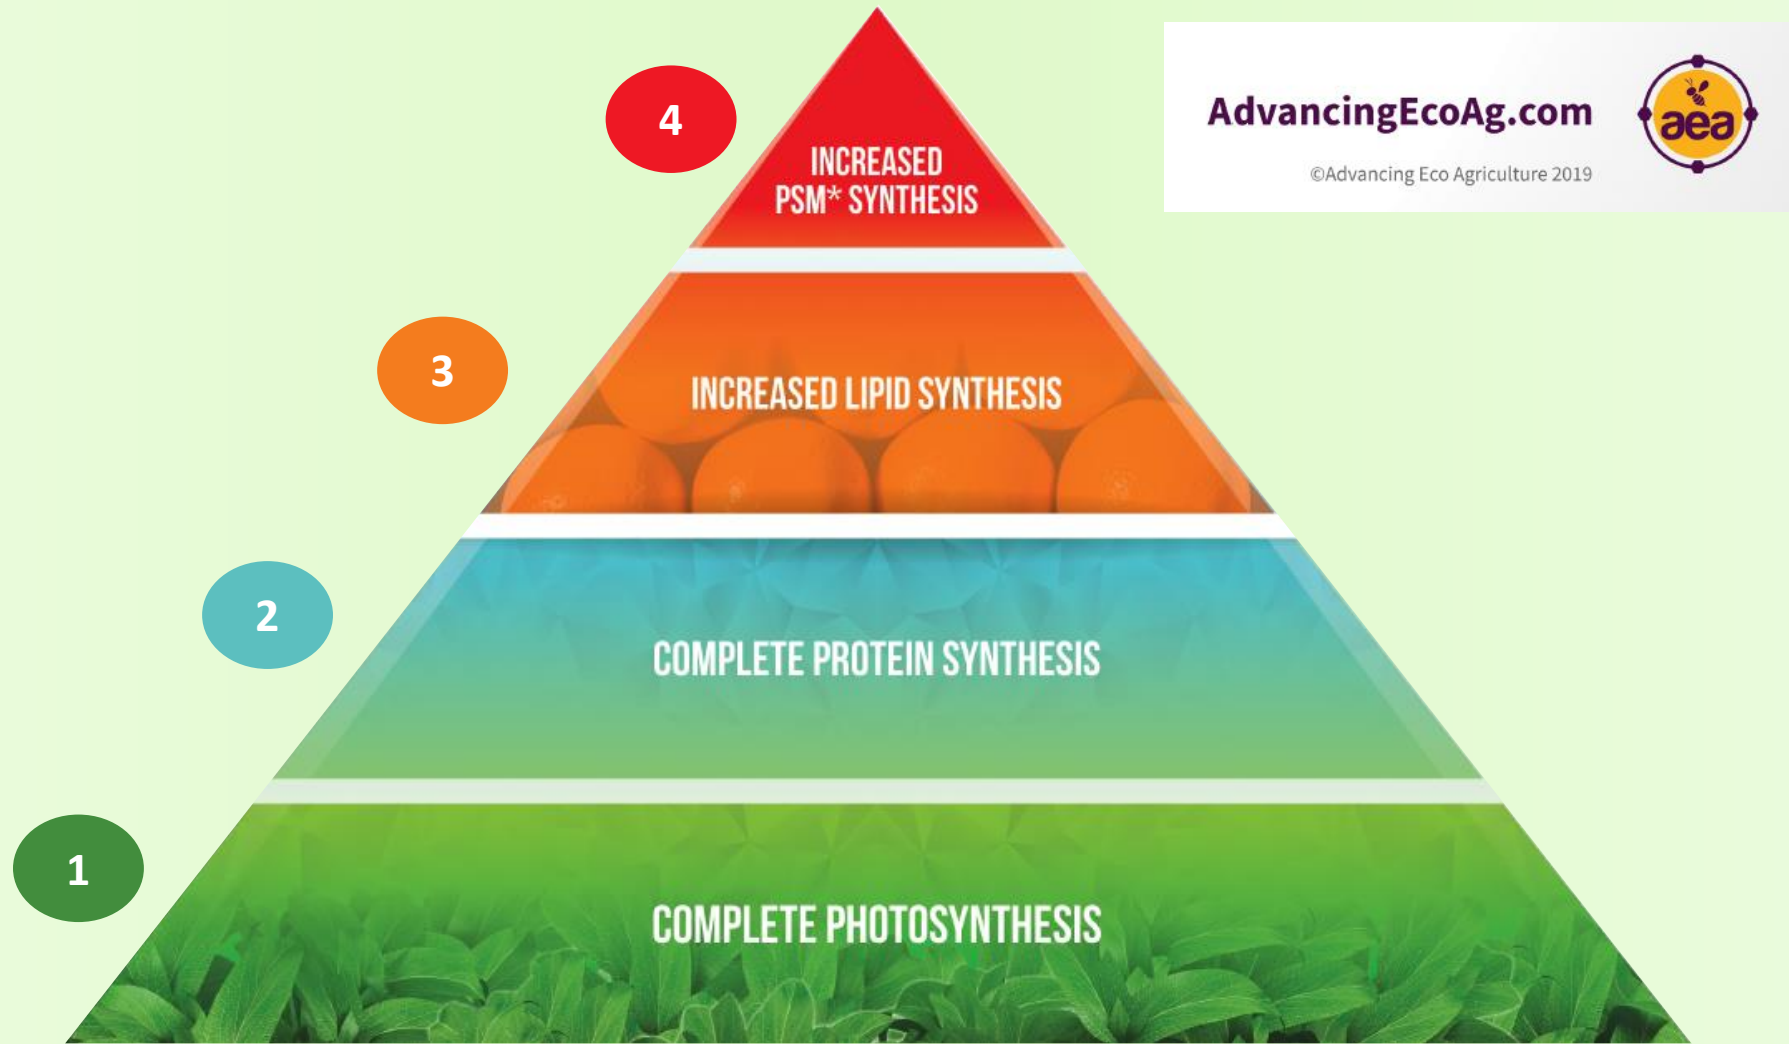 4
INCREASED
PSM* SYNTHESIS
AdvancingEcoAg.com
©Advancing Eco Agriculture 2019
aea
3
INCREASED LIPID SYNTHESIS
2
COMPLETE PROTEIN SYNTHESIS
1
COMPLETE PHOTOSYNTHESIS